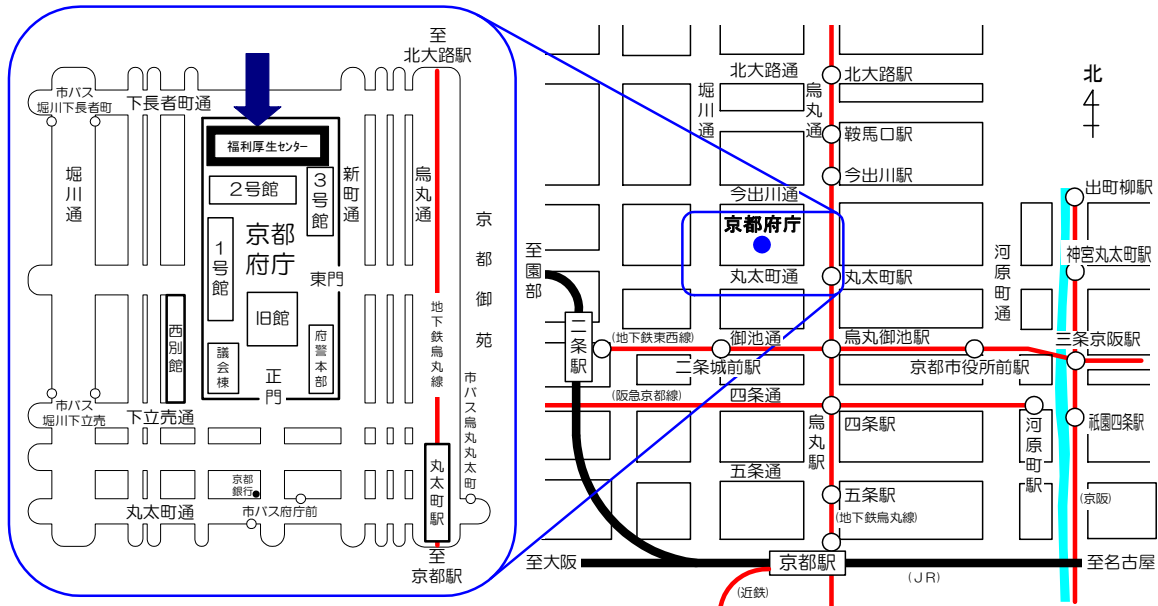 至
北大路駅
市バス
堀川下長者町
下長者町通
福利厚生センター
堀川通
2号館
3号館
新町通
烏丸通
京都御苑
京都
府庁
1号館
東門
旧館
地下鉄烏丸線
西別館
議会棟
正門
府警本部
市バス
堀川下立売
下立売通
市バス烏丸丸太町
丸太町駅
京都
銀行
丸太町通
市バス府庁前
至
京都駅
北大路通
北大路駅
堀川通
烏丸通
北
鞍馬口駅
今出川駅
今出川通
出町柳駅
京都府庁
至園部
河原町通
神宮丸太町駅
丸太町通
丸太町駅
二条駅
(地下鉄東西線)
御池通
烏丸御池駅
三条京阪駅
二条城前駅
京都市役所前駅
(阪急京都線)
四条通
烏丸駅
四条駅
河原町駅
祇園四条駅
五条通
五条駅
(京阪)
(地下鉄烏丸線)
至大阪
京都駅
至名古屋
(JR)
(近鉄)